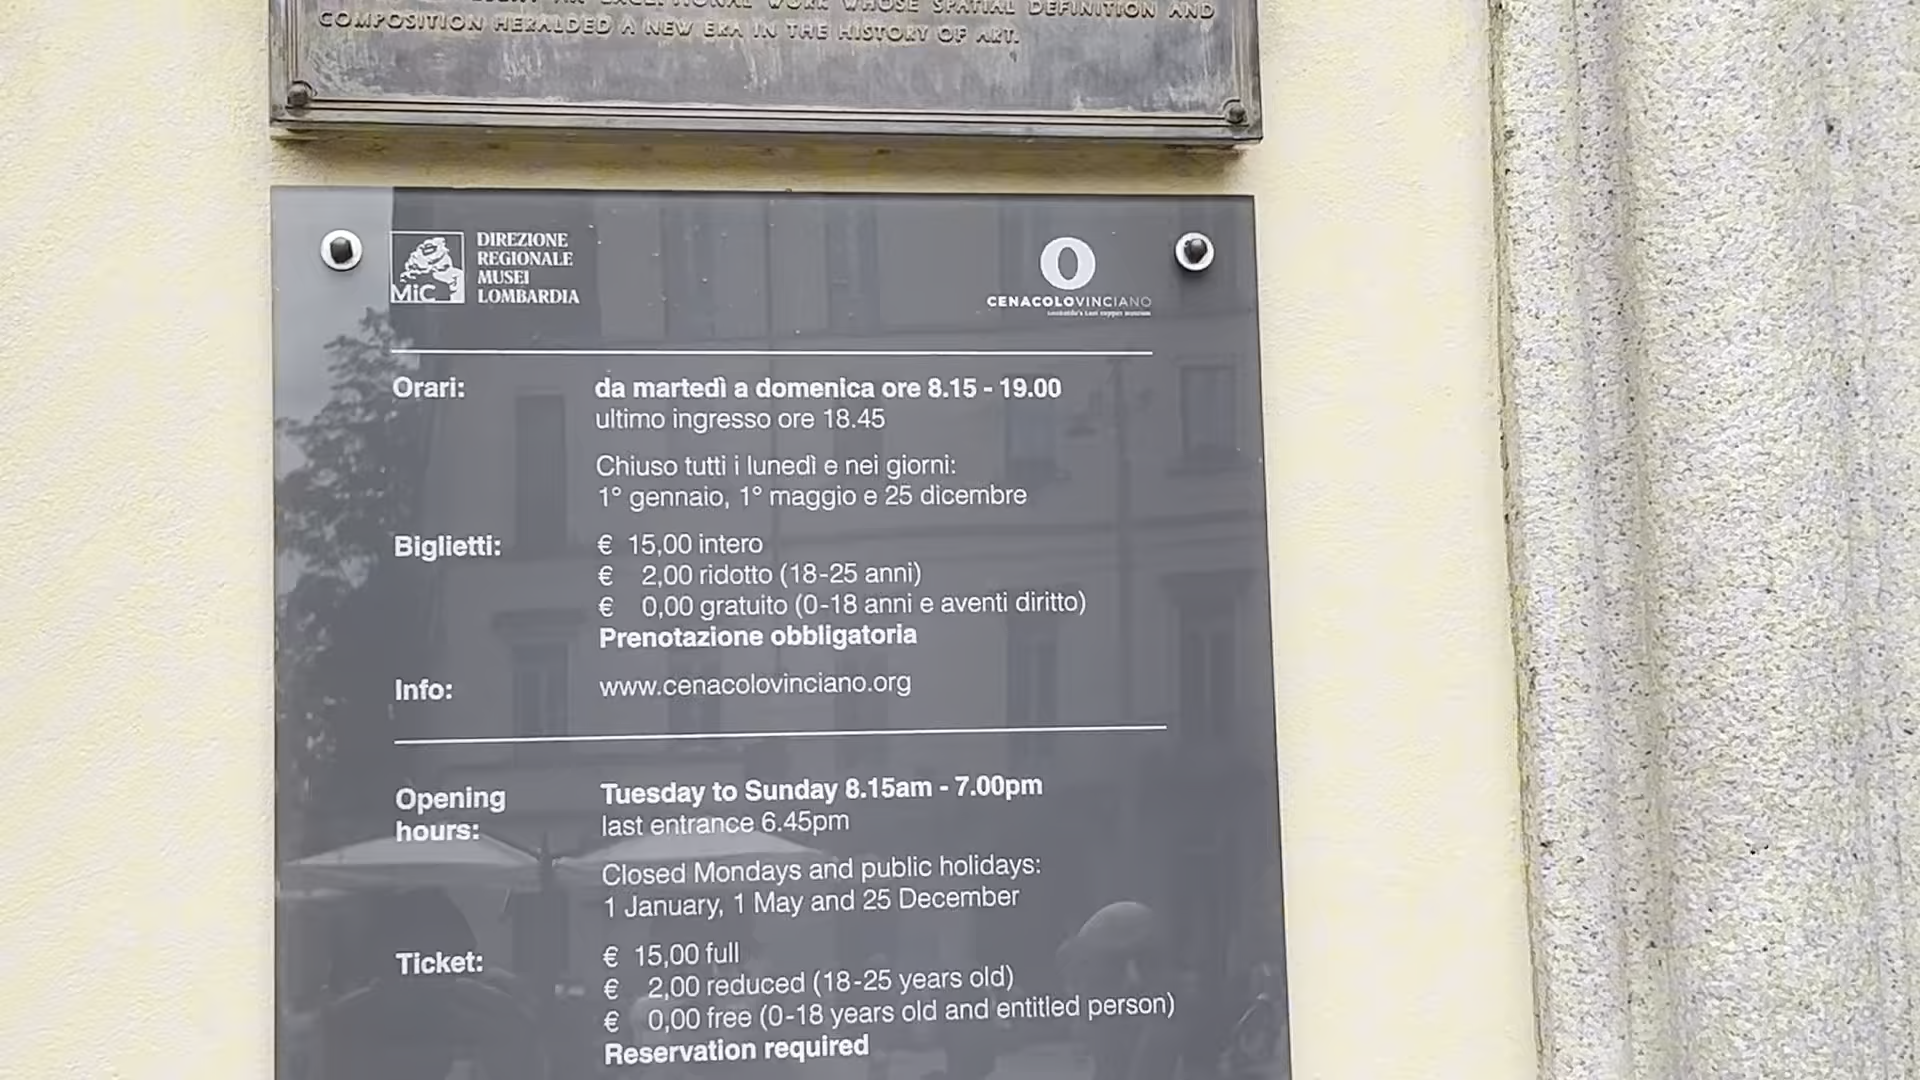 EXCEPTIONAL WORK WHOSE SPATIAL DEFINITION AND
COMPOSITION HERALDED A NEW ERA IN THE HISTORY OF ART.
MiC
DIREZIONE
REGIONALE
MUSEI
LOMBARDIA
CENACOLOVINCIANO
Leonardo's Last Supper Museum
Orari:
da martedì a domenica ore 8.15 - 19.00
ultimo ingresso ore 18.45
Chiuso tutti i lunedì e nei giorni:
1° gennaio, 1° maggio e 25 dicembre
Biglietti:
€ 15,00 intero
€ 2,00 ridotto (18-25 anni)
€ 0,00 gratuito (0-18 anni e aventi diritto)
Prenotazione obbligatoria
Info:
www.cenacolovinciano.org
Opening
hours:
Tuesday to Sunday 8.15am - 7.00pm
last entrance 6.45pm
Closed Mondays and public holidays:
1 January, 1 May and 25 December
Ticket:
€ 15,00 full
€ 2,00 reduced (18-25 years old)
€ 0,00 free (0-18 years old and entitled person)
Reservation required